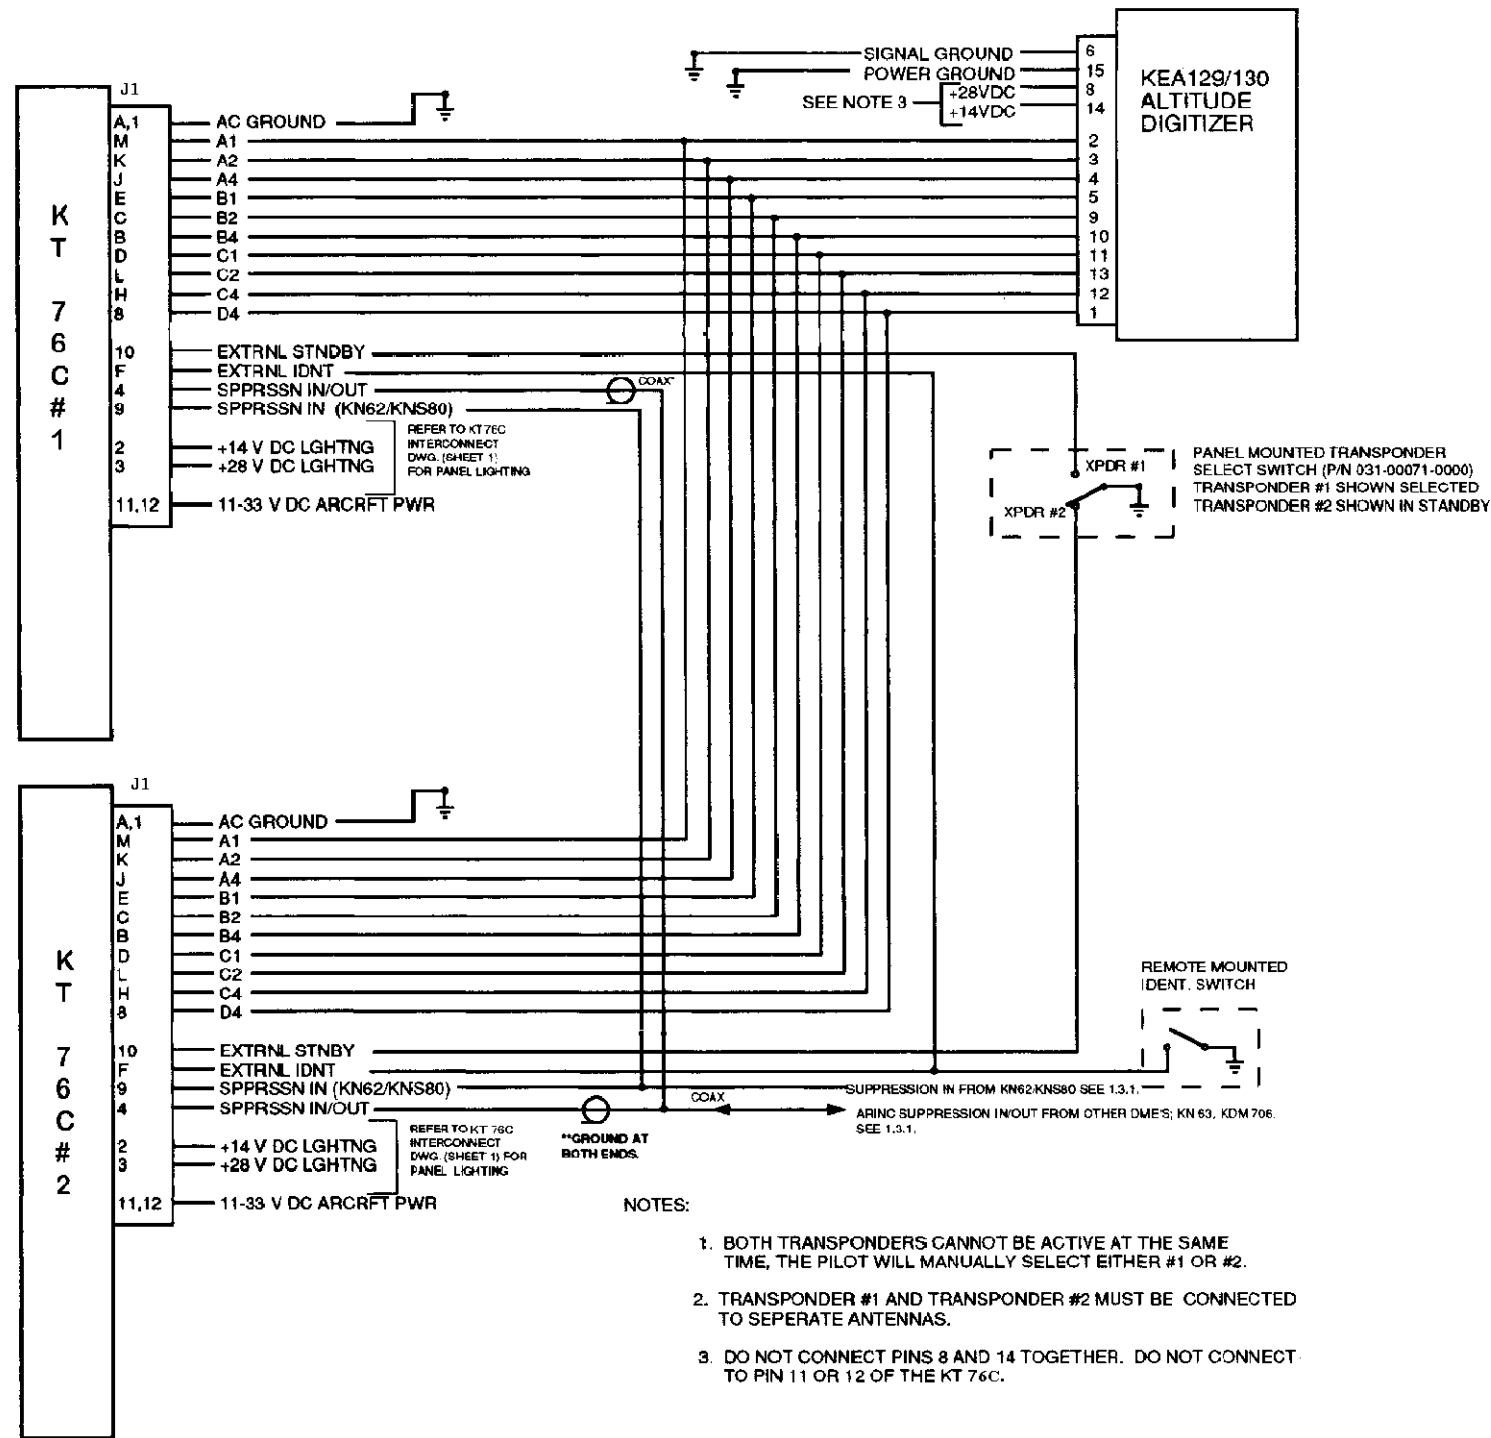 SIGNAL GROUND
POWER GROUND
+28VDC
+14VDC
SEE NOTE 3
6
15
8
14
2
3
4
5
9
10
11
13
12
1
KEA129/130
ALTITUDE
DIGITIZER
J1
KT 76C#1
A,1 AC GROUND
M A1
K A2
J A4
E B1
C B2
B B4
D C1
L C2
H C4
8 D4
10 EXTRNL STNDBY
F EXTRNL IDNT
4 SPPRSSN IN/OUT
9 SPPRSSN IN (KN62/KNS80)
2 +14 V DC LGHTNG
3 +28 V DC LGHTNG
11,12 11-33 V DC ARCRFT PWR
COAX
REFER TO KT 76C
INTERCONNECT
DWG. (SHEET 1)
FOR PANEL LIGHTING
XPDR #1
XPDR #2
PANEL MOUNTED TRANSPONDER
SELECT SWITCH (P/N 031-00071-0000)
TRANSPONDER #1 SHOWN SELECTED
TRANSPONDER #2 SHOWN IN STANDBY
J1
KT 76C#2
A,1 AC GROUND
M A1
K A2
J A4
E B1
C B2
B B4
D C1
L C2
H C4
8 D4
10 EXTRNL STNBY
F EXTRNL IDNT
9 SPPRSSN IN (KN62/KNS80)
4 SPPRSSN IN/OUT
2 +14 V DC LGHTNG
3 +28 V DC LGHTNG
11,12 11-33 V DC ARCRFT PWR
REFER TO KT 76C
INTERCONNECT
DWG. (SHEET 1) FOR
PANEL LIGHTING
**GROUND AT
BOTH ENDS.
COAX
REMOTE MOUNTED
IDENT. SWITCH
SUPPRESSION IN FROM KN62/KNS80 SEE 1.3.1.
ARINC SUPPRESSION IN/OUT FROM OTHER DME'S; KN 63, KDM 706.
SEE 1.3.1.
NOTES:
1. BOTH TRANSPONDERS CANNOT BE ACTIVE AT THE SAME
TIME, THE PILOT WILL MANUALLY SELECT EITHER #1 OR #2.
2. TRANSPONDER #1 AND TRANSPONDER #2 MUST BE CONNECTED
TO SEPERATE ANTENNAS.
3. DO NOT CONNECT PINS 8 AND 14 TOGETHER. DO NOT CONNECT
TO PIN 11 OR 12 OF THE KT 76C.